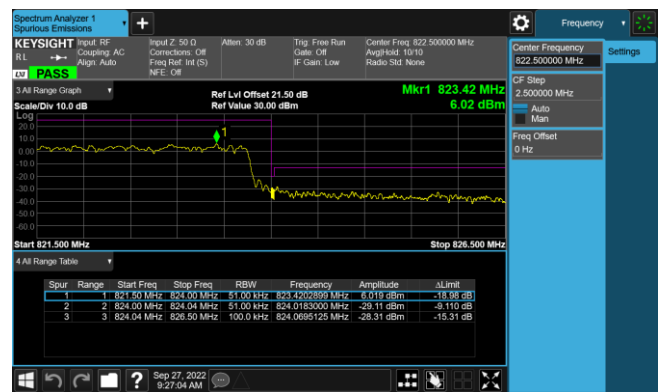 Spectrum Analyzer 1
Spurious Emissions
Frequency
KEYSIGHT
RL
LXI PASS
Input: RF
Coupling: AC
Align: Auto
Input Z: 50 Ω
Corrections: Off
Freq Ref: Int (S)
NFE: Off
Atten: 30 dB
Trig: Free Run
Gate: Off
IF Gain: Low
Center Freq: 822.500000 MHz
Avg|Hold: 10/10
Radio Std: None
Center Frequency
822.500000 MHz
Settings
CF Step
2.500000 MHz
Auto
Man
Freq Offset
0 Hz
3 All Range Graph
Scale/Div 10.0 dB
Ref Lvl Offset 21.50 dB
Ref Value 30.00 dBm
Mkr1 823.42 MHz
6.02 dBm
Log
20.0
10.0
0.00
-10.0
-20.0
-30.0
-40.0
-50.0
-60.0
1
Start 821.500 MHz
Stop 826.500 MHz
4 All Range Table
Spur Range Start Freq Stop Freq RBW Frequency Amplitude ΔLimit
1 1 821.50 MHz 824.00 MHz 51.00 kHz 823.4202899 MHz 6.019 dBm -18.98 dB
2 2 824.00 MHz 824.04 MHz 51.00 kHz 824.0183000 MHz -29.11 dBm -9.110 dB
3 3 824.04 MHz 826.50 MHz 100.0 kHz 824.0695125 MHz -28.31 dBm -15.31 dB
Sep 27, 2022
9:27:04 AM